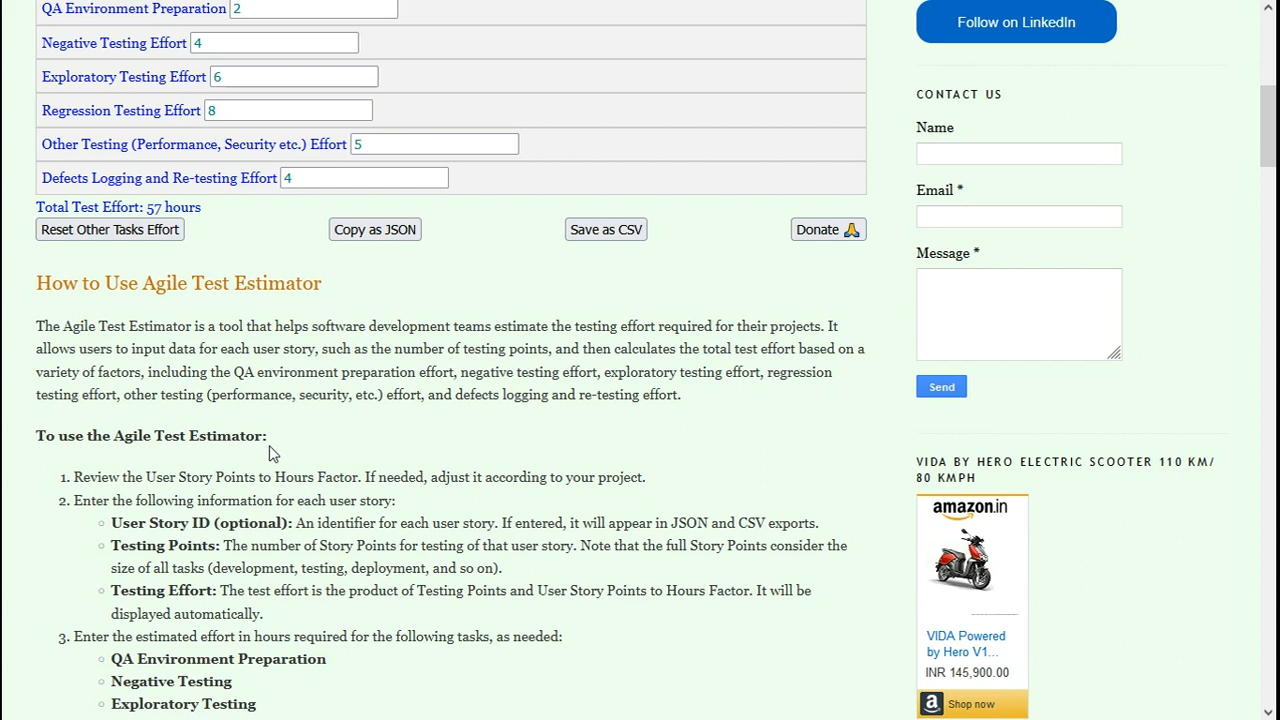 QA Environment Preparation 2
Negative Testing Effort 4
Exploratory Testing Effort 6
Regression Testing Effort 8
Other Testing (Performance, Security etc.) Effort 5
Defects Logging and Re-testing Effort 4
Total Test Effort: 57 hours
Reset Other Tasks Effort Copy as JSON Save as CSV Donate 🙏
How to Use Agile Test Estimator
The Agile Test Estimator is a tool that helps software development teams estimate the testing effort required for their projects. It
allows users to input data for each user story, such as the number of testing points, and then calculates the total test effort based on a
variety of factors, including the QA environment preparation effort, negative testing effort, exploratory testing effort, regression
testing effort, other testing (performance, security, etc.) effort, and defects logging and re-testing effort.
To use the Agile Test Estimator:
1. Review the User Story Points to Hours Factor. If needed, adjust it according to your project.
2. Enter the following information for each user story:
User Story ID (optional): An identifier for each user story. If entered, it will appear in JSON and CSV exports.
Testing Points: The number of Story Points for testing of that user story. Note that the full Story Points consider the
size of all tasks (development, testing, deployment, and so on).
Testing Effort: The test effort is the product of Testing Points and User Story Points to Hours Factor. It will be
displayed automatically.
3. Enter the estimated effort in hours required for the following tasks, as needed:
QA Environment Preparation
Negative Testing
Exploratory Testing
Follow on LinkedIn
CONTACT US
Name
Email *
Message *
Send
VIDA BY HERO ELECTRIC SCOOTER 110 KM/
80 KMPH
amazon.in
VIDA Powered
by Hero V1...
INR 145,900.00
a Shop now